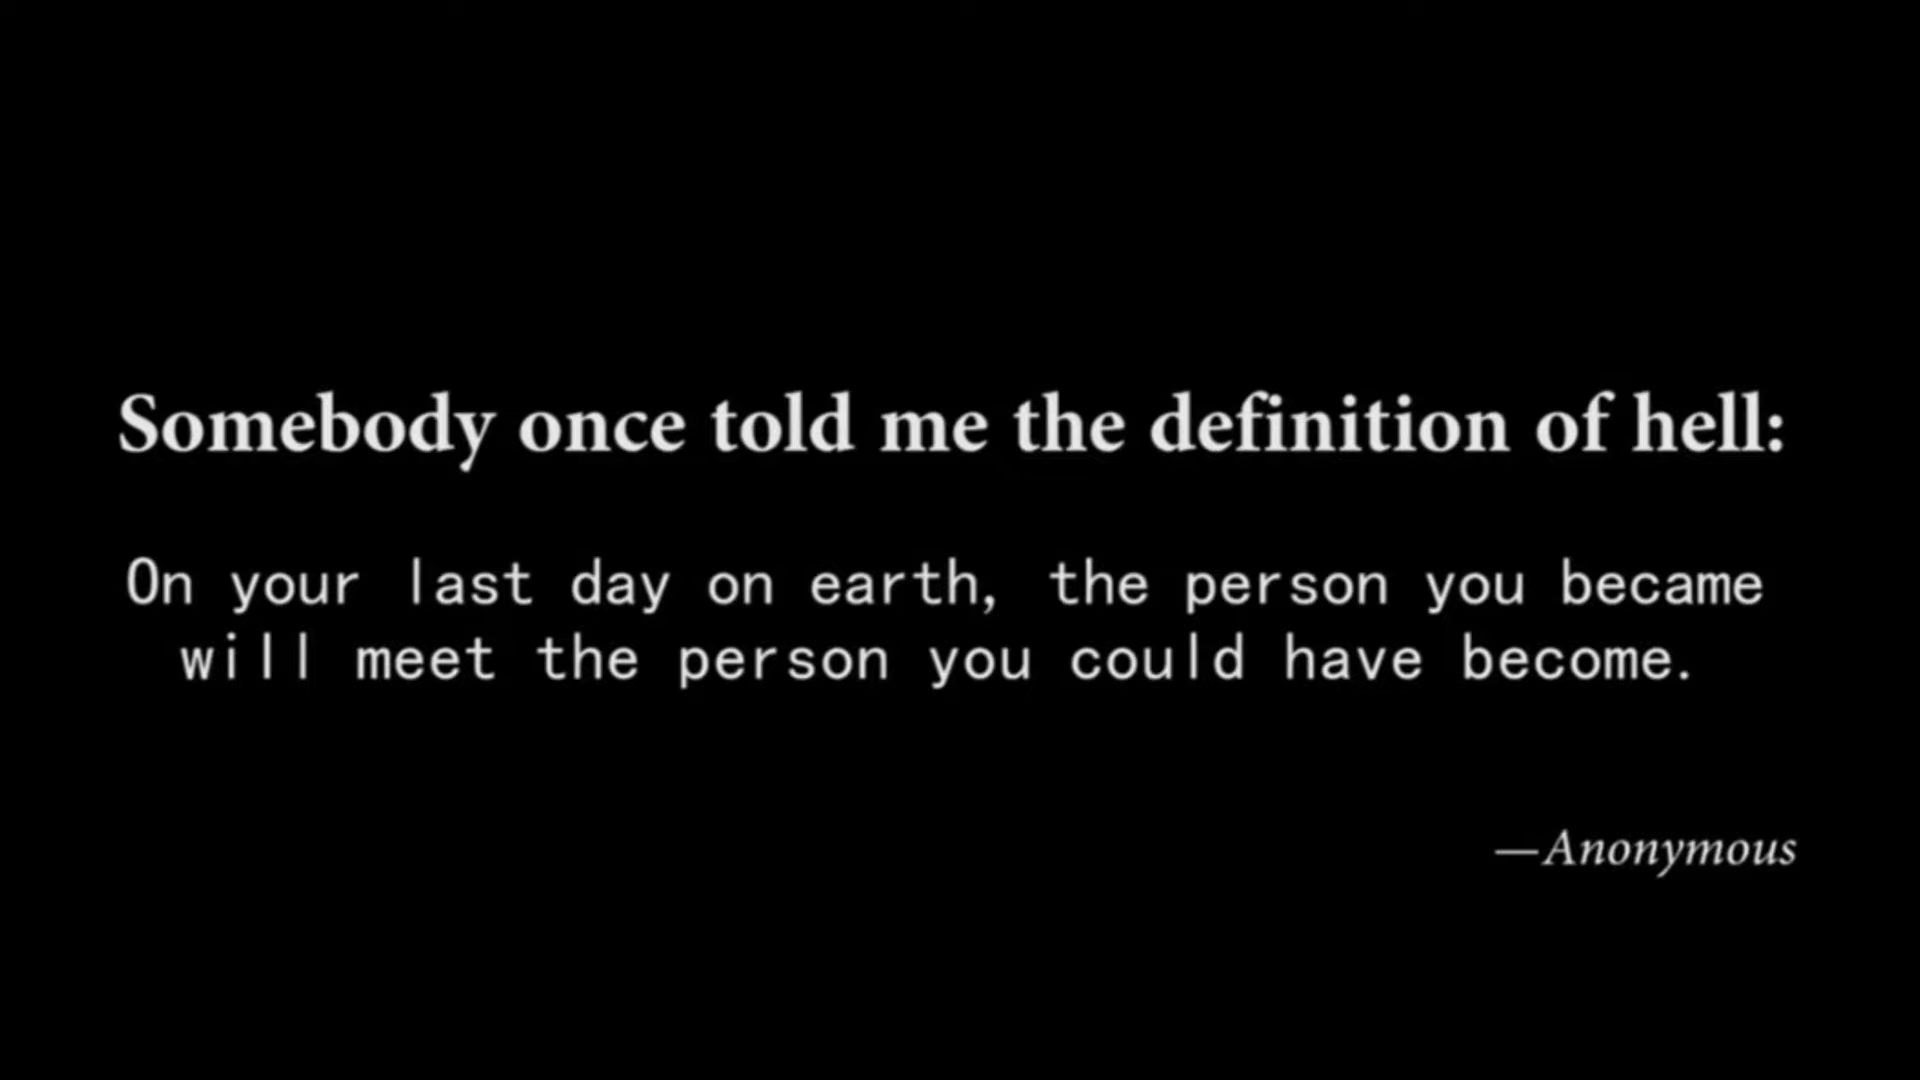 Somebody once told me the definition of hell:
On your last day on earth, the person you became
will meet the person you could have become.
—Anonymous